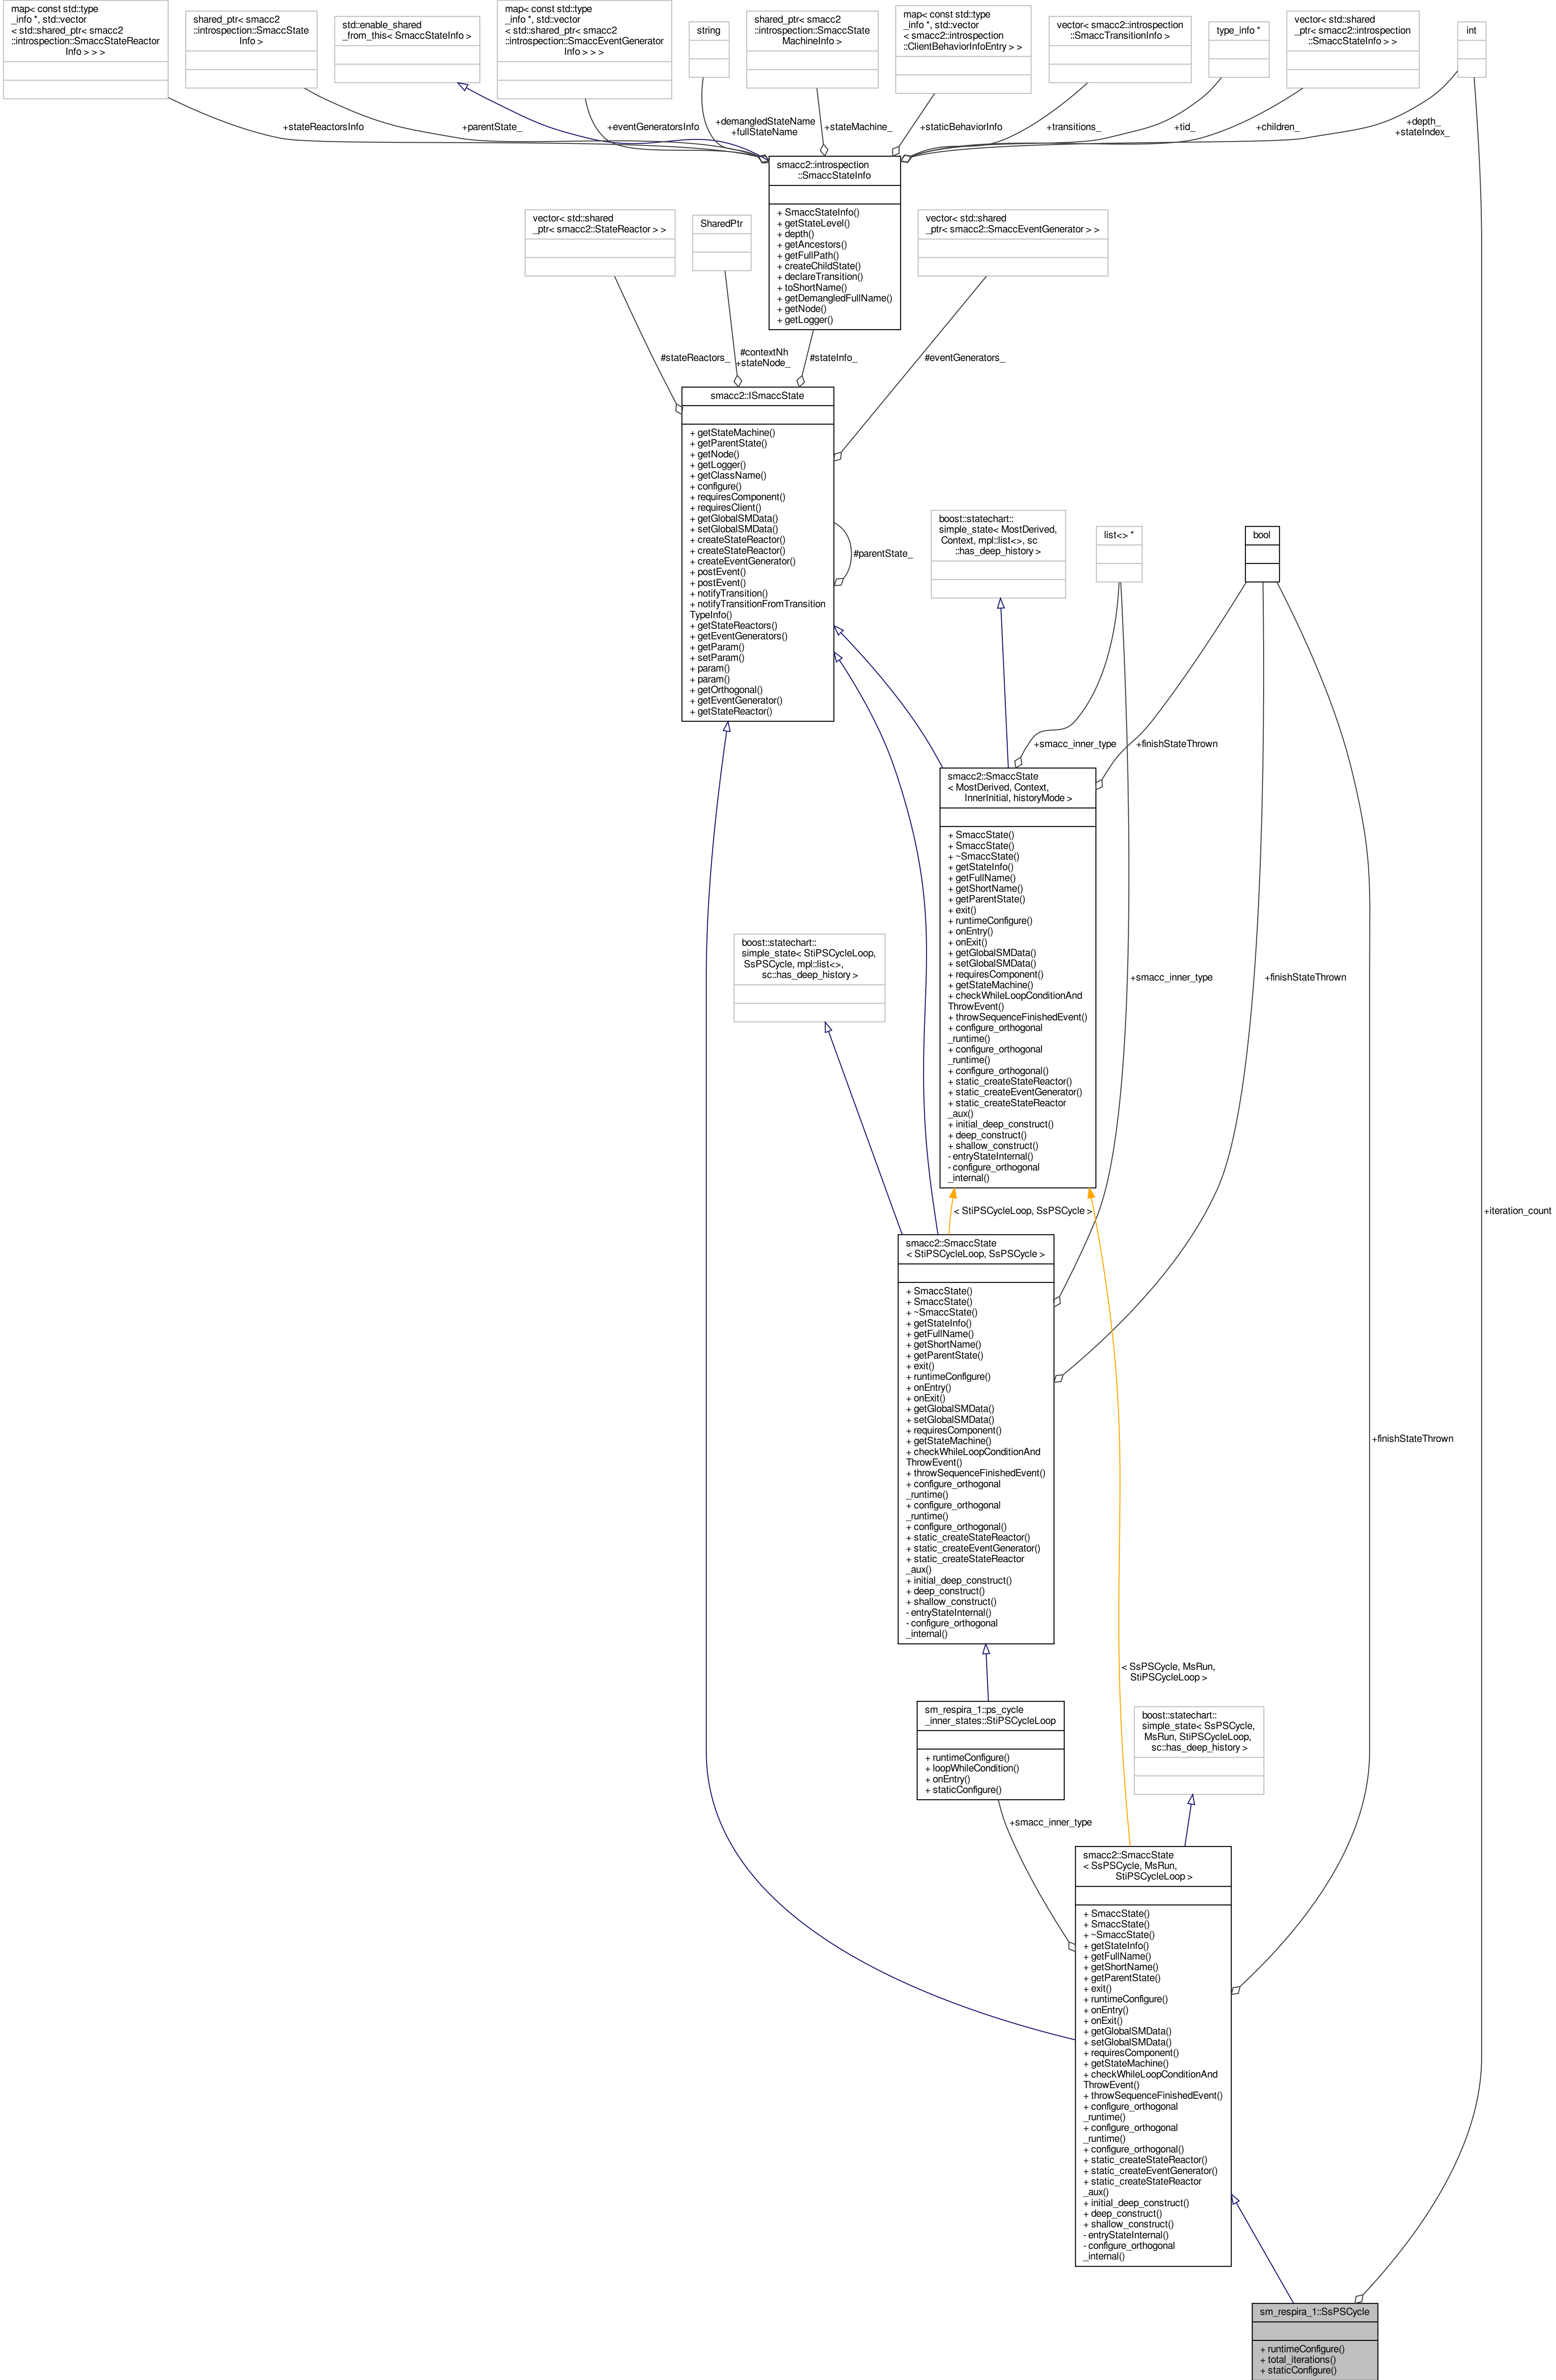 map< const std::type
_info *, std::vector
< std::shared_ptr< smacc2
::introspection::SmaccStateReactor
Info > > >
shared_ptr< smacc2
::introspection::SmaccState
Info >
std::enable_shared
_from_this< SmaccStateInfo >
map< const std::type
_info *, std::vector
< std::shared_ptr< smacc2
::introspection::SmaccEventGenerator
Info > > >
string
shared_ptr< smacc2
::introspection::SmaccState
MachineInfo >
map< const std::type
_info *, std::vector
< smacc2::introspection
::ClientBehaviorInfoEntry > >
vector< smacc2::introspection
::SmaccTransitionInfo >
type_info *
vector< std::shared
_ptr< smacc2::introspection
::SmaccStateInfo > >
int
+stateReactorsInfo
+parentState_
+eventGeneratorsInfo
+demangledStateName
+fullStateName
+stateMachine_
+staticBehaviorInfo
+transitions_
+tid_
+children_
+depth_
+stateIndex_
smacc2::introspection
::SmaccStateInfo
+ SmaccStateInfo()
+ getStateLevel()
+ depth()
+ getAncestors()
+ getFullPath()
+ createChildState()
+ declareTransition()
+ toShortName()
+ getDemangledFullName()
+ getNode()
+ getLogger()
vector< std::shared
_ptr< smacc2::StateReactor > >
SharedPtr
vector< std::shared
_ptr< smacc2::SmaccEventGenerator > >
#stateReactors_
#contextNh
+stateNode_
#stateInfo_
#eventGenerators_
smacc2::ISmaccState
+ getStateMachine()
+ getParentState()
+ getNode()
+ getLogger()
+ getClassName()
+ configure()
+ requiresComponent()
+ requiresClient()
+ getGlobalSMData()
+ setGlobalSMData()
+ createStateReactor()
+ createStateReactor()
+ createEventGenerator()
+ postEvent()
+ postEvent()
+ notifyTransition()
+ notifyTransitionFromTransition
TypeInfo()
+ getStateReactors()
+ getEventGenerators()
+ getParam()
+ setParam()
+ param()
+ param()
+ getOrthogonal()
+ getEventGenerator()
+ getStateReactor()
#parentState_
boost::statechart::
simple_state< MostDerived,
Context, mpl::list<>, sc
::has_deep_history >
list<> *
bool
+smacc_inner_type
+finishStateThrown
smacc2::SmaccState
< MostDerived, Context,
InnerInitial, historyMode >
+ SmaccState()
+ SmaccState()
+ ~SmaccState()
+ getStateInfo()
+ getFullName()
+ getShortName()
+ getParentState()
+ exit()
+ runtimeConfigure()
+ onEntry()
+ onExit()
+ getGlobalSMData()
+ setGlobalSMData()
+ requiresComponent()
+ getStateMachine()
+ checkWhileLoopConditionAnd
ThrowEvent()
+ throwSequenceFinishedEvent()
+ configure_orthogonal
_runtime()
+ configure_orthogonal
_runtime()
+ configure_orthogonal()
+ static_createStateReactor()
+ static_createEventGenerator()
+ static_createStateReactor
_aux()
+ initial_deep_construct()
+ deep_construct()
+ shallow_construct()
- entryStateInternal()
- configure_orthogonal
_internal()
boost::statechart::
simple_state< StiPSCycleLoop,
SsPSCycle, mpl::list<>,
sc::has_deep_history >
+smacc_inner_type
+finishStateThrown
< StiPSCycleLoop, SsPSCycle >
+iteration_count
smacc2::SmaccState
< StiPSCycleLoop, SsPSCycle >
+ SmaccState()
+ SmaccState()
+ ~SmaccState()
+ getStateInfo()
+ getFullName()
+ getShortName()
+ getParentState()
+ exit()
+ runtimeConfigure()
+ onEntry()
+ onExit()
+ getGlobalSMData()
+ setGlobalSMData()
+ requiresComponent()
+ getStateMachine()
+ checkWhileLoopConditionAnd
ThrowEvent()
+ throwSequenceFinishedEvent()
+ configure_orthogonal
_runtime()
+ configure_orthogonal
_runtime()
+ configure_orthogonal()
+ static_createStateReactor()
+ static_createEventGenerator()
+ static_createStateReactor
_aux()
+ initial_deep_construct()
+ deep_construct()
+ shallow_construct()
- entryStateInternal()
- configure_orthogonal
_internal()
+finishStateThrown
< SsPSCycle, MsRun,
StiPSCycleLoop >
sm_respira_1::ps_cycle
_inner_states::StiPSCycleLoop
+ runtimeConfigure()
+ loopWhileCondition()
+ onEntry()
+ staticConfigure()
boost::statechart::
simple_state< SsPSCycle,
MsRun, StiPSCycleLoop,
sc::has_deep_history >
+smacc_inner_type
smacc2::SmaccState
< SsPSCycle, MsRun,
StiPSCycleLoop >
+ SmaccState()
+ SmaccState()
+ ~SmaccState()
+ getStateInfo()
+ getFullName()
+ getShortName()
+ getParentState()
+ exit()
+ runtimeConfigure()
+ onEntry()
+ onExit()
+ getGlobalSMData()
+ setGlobalSMData()
+ requiresComponent()
+ getStateMachine()
+ checkWhileLoopConditionAnd
ThrowEvent()
+ throwSequenceFinishedEvent()
+ configure_orthogonal
_runtime()
+ configure_orthogonal
_runtime()
+ configure_orthogonal()
+ static_createStateReactor()
+ static_createEventGenerator()
+ static_createStateReactor
_aux()
+ initial_deep_construct()
+ deep_construct()
+ shallow_construct()
- entryStateInternal()
- configure_orthogonal
_internal()
sm_respira_1::SsPSCycle
+ runtimeConfigure()
+ total_iterations()
+ staticConfigure()